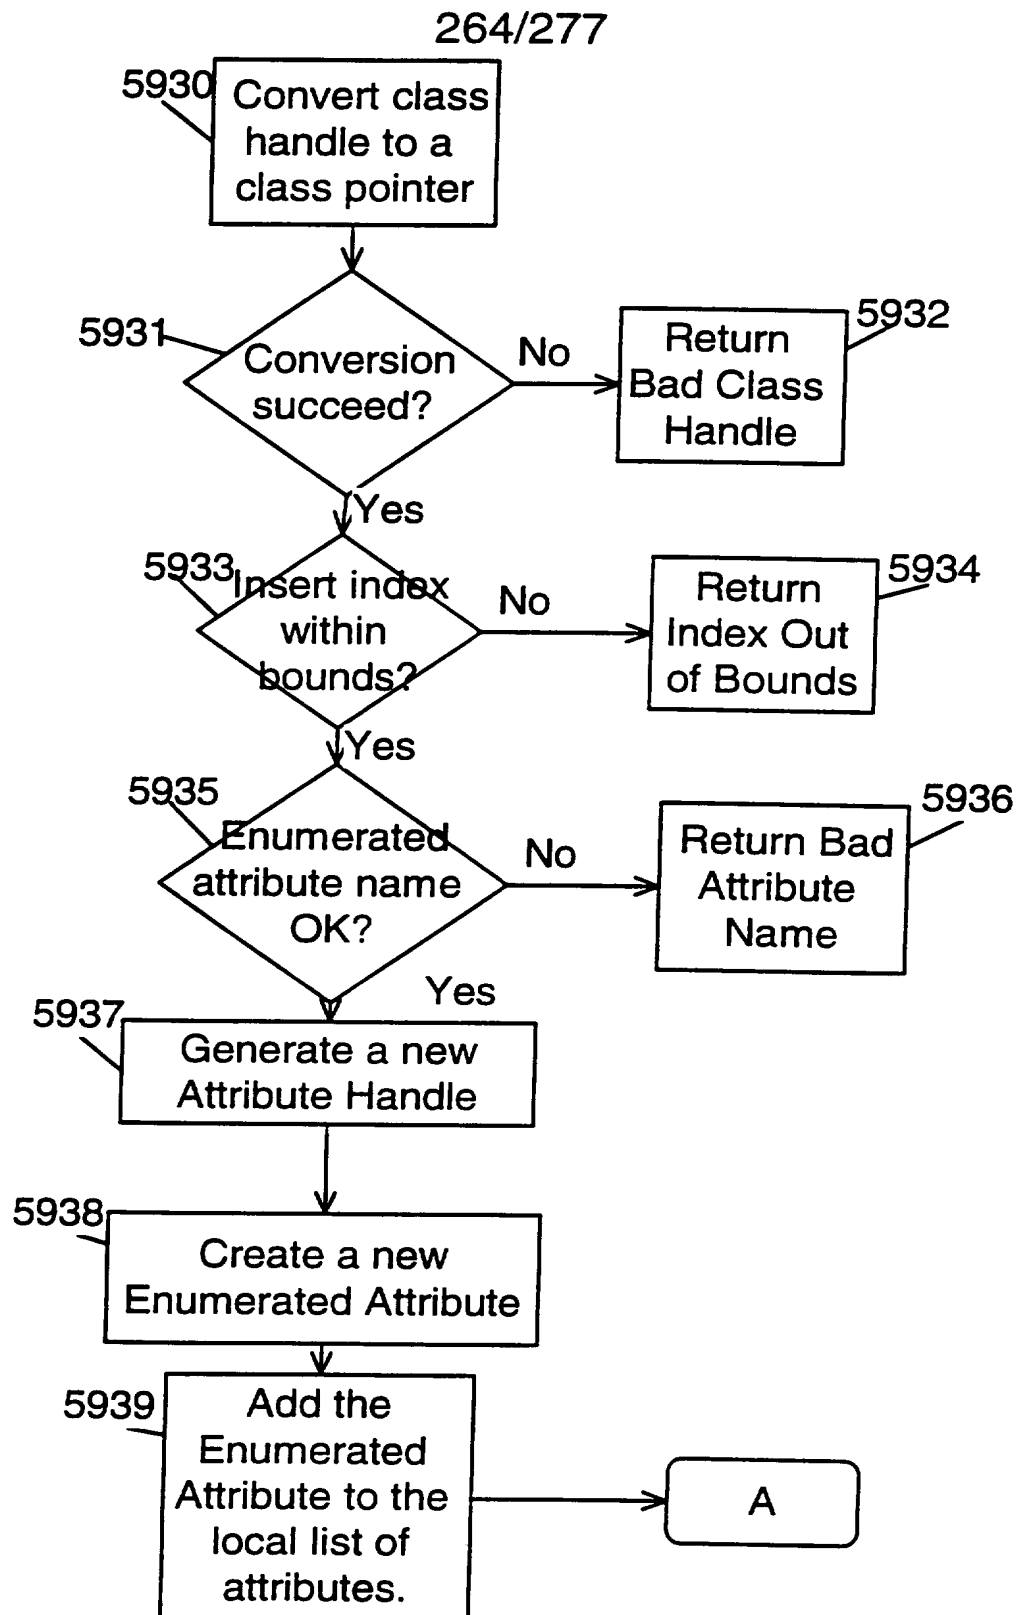 264/277
5930
Convert class
handle to a
class pointer
5931
Conversion
succeed?
No
5932
Return
Bad Class
Handle
Yes
5933
Insert index
within
bounds?
No
5934
Return
Index Out
of Bounds
Yes
5935
Enumerated
attribute name
OK?
No
5936
Return Bad
Attribute
Name
Yes
5937
Generate a new
Attribute Handle
5938
Create a new
Enumerated Attribute
5939
Add the
Enumerated
Attribute to the
local list of
attributes.
A